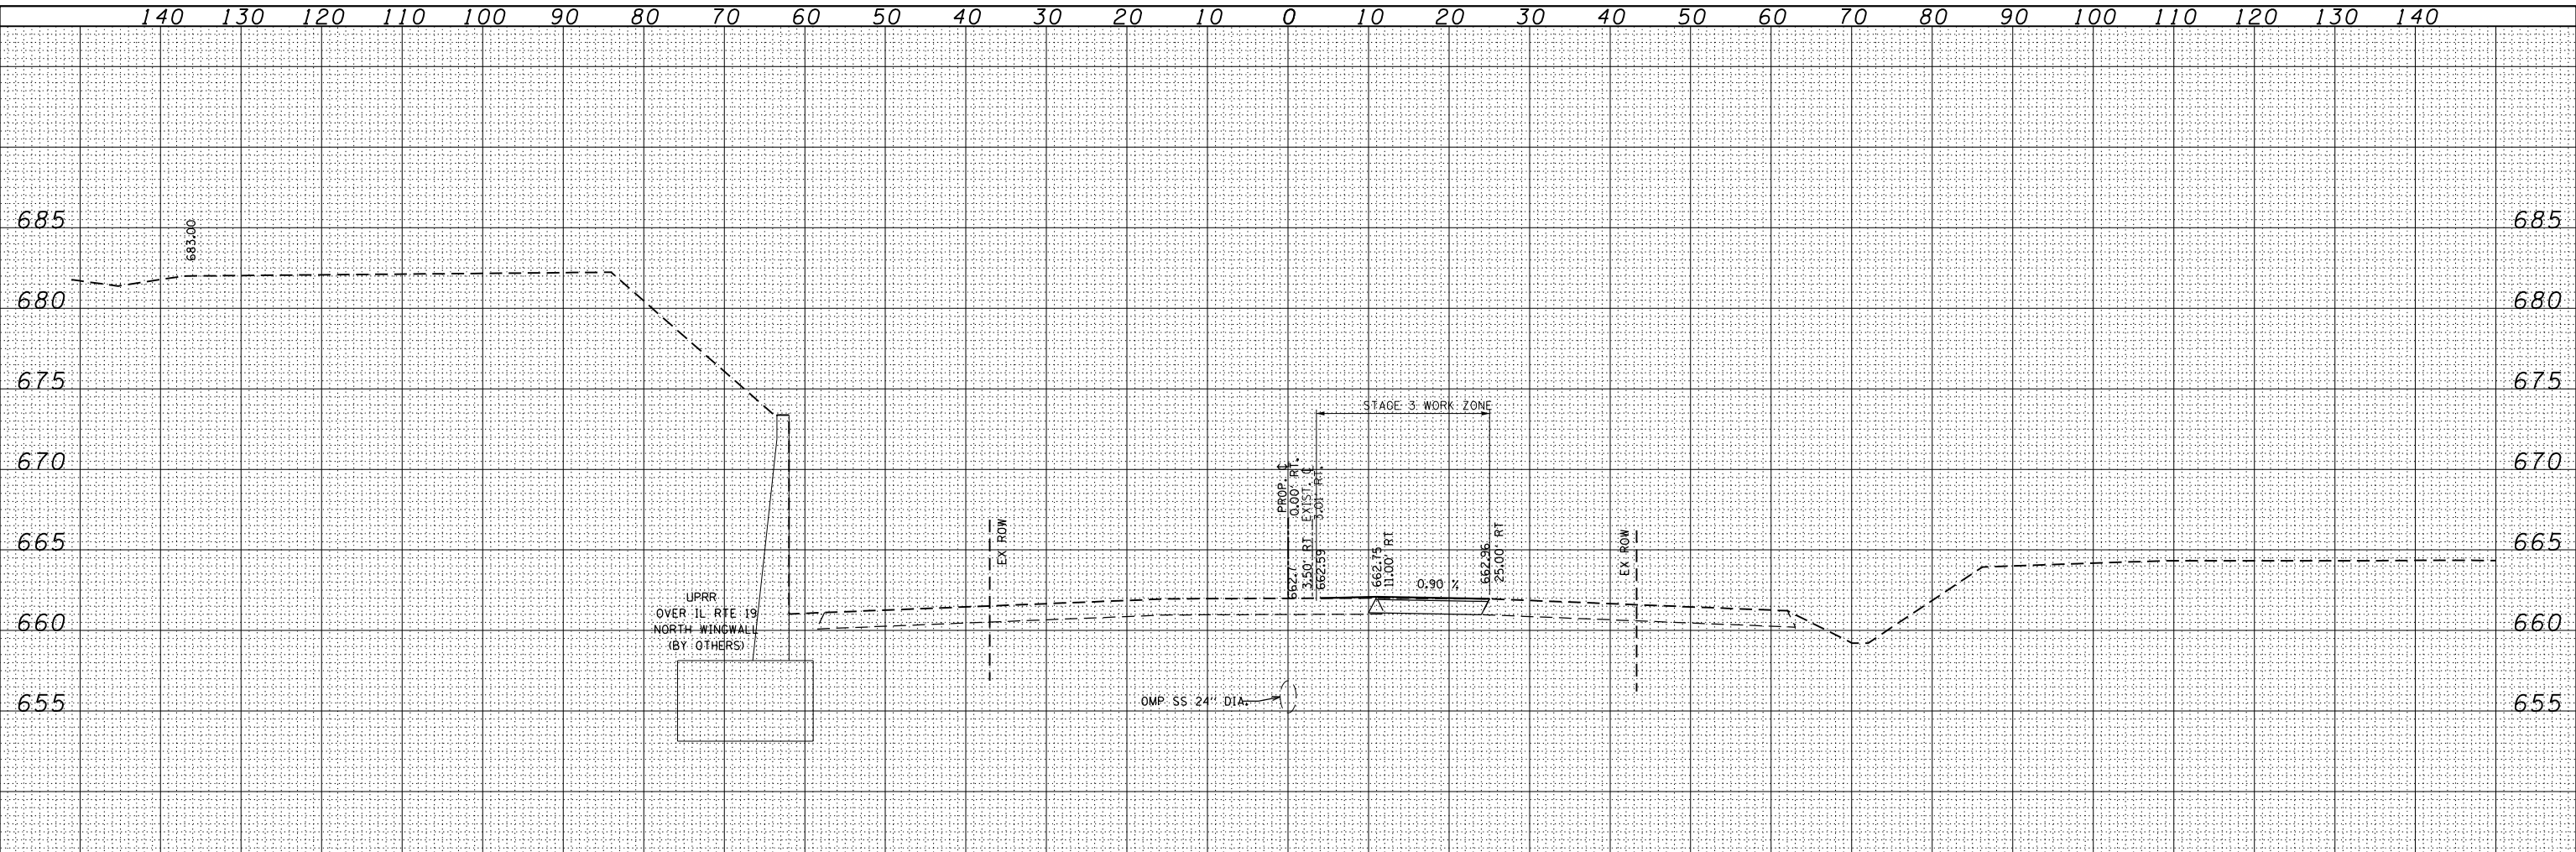 140 130 120 110 100 90 80 70 60 50 40 30 20 10 0 10 20 30 40 50 60 70 80 90 100 110 120 130 140
685 685
683.00
680 680
675 675
STAGE 3 WORK ZONE
670 670
PROP. ℄
0.00' RT.
EXIST. ℄
3.01' RT.
665 665
EX ROW
EX ROW
662.7
3.50' RT
662.59
662.75
11.00' RT
0.90 %
662.96
25.00' RT
UPRR
OVER IL RTE 19
NORTH WINGWALL
(BY OTHERS)
660 660
OMP SS 24" DIA.
655 655